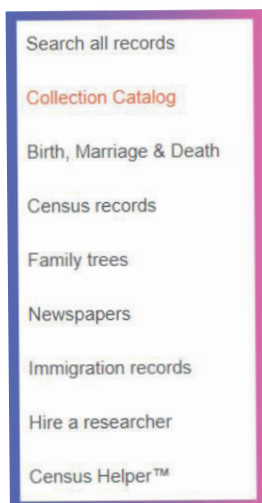 Search all records
Collection Catalog
Birth, Marriage & Death
Census records
Family trees
Newspapers
Immigration records
Hire a researcher
Census Helper™